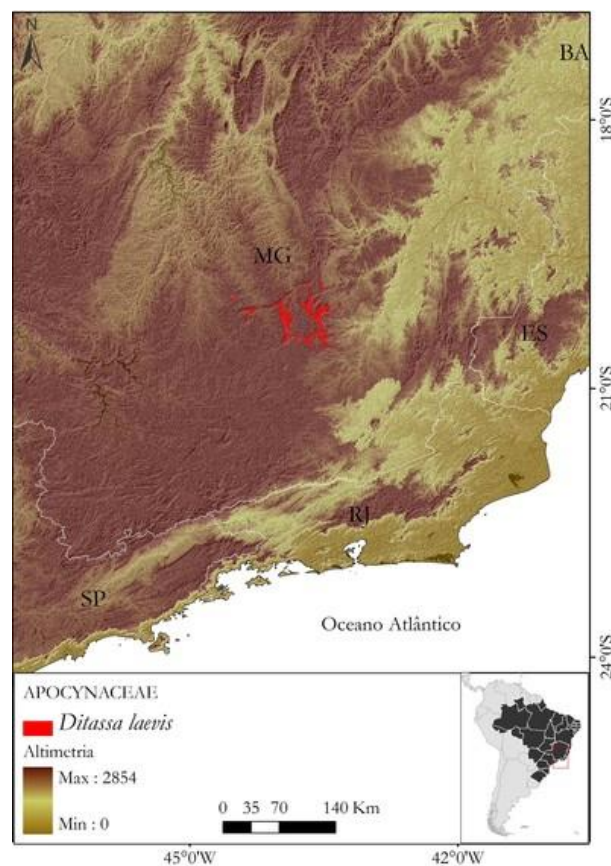 N
BA
18°0'S
MG
ES
21°0'S
RJ
SP
Oceano Atlântico
24°0'S
APOCYNACEAE
Ditassa laevis
Altimetria
Max : 2854
Min : 0
0 35 70 140 Km
45°0'W 42°0'W